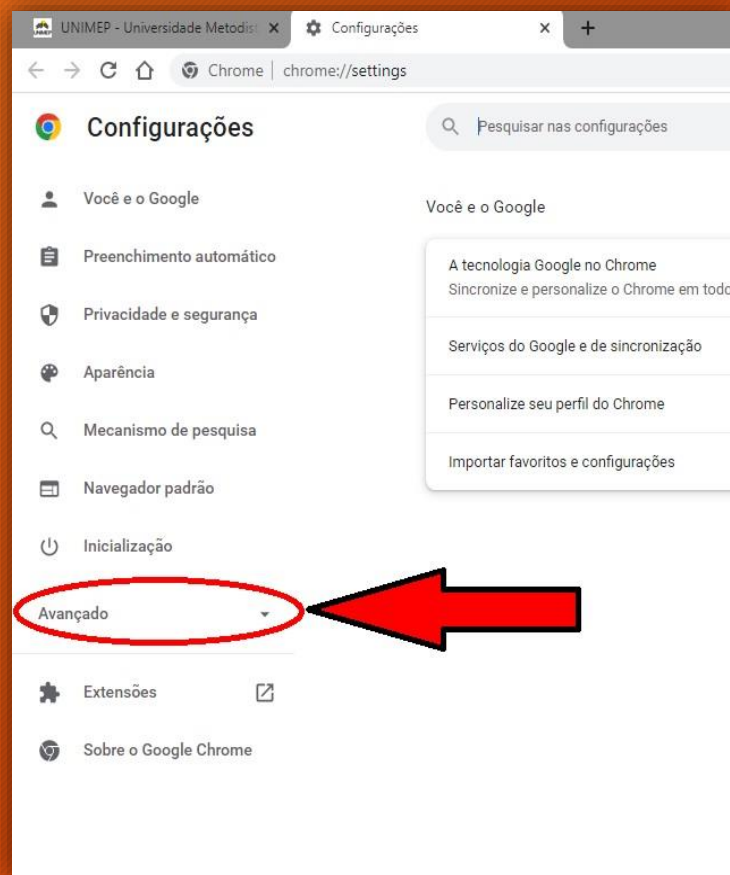 UNIMEP - Universidade Metodist
Configurações
Chrome | chrome://settings
Configurações
Pesquisar nas configurações
Você e o Google
Preenchimento automático
Privacidade e segurança
Aparência
Mecanismo de pesquisa
Navegador padrão
Inicialização
Avançado
Extensões
Sobre o Google Chrome
Você e o Google
A tecnologia Google no Chrome
Sincronize e personalize o Chrome em todo
Serviços do Google e de sincronização
Personalize seu perfil do Chrome
Importar favoritos e configurações